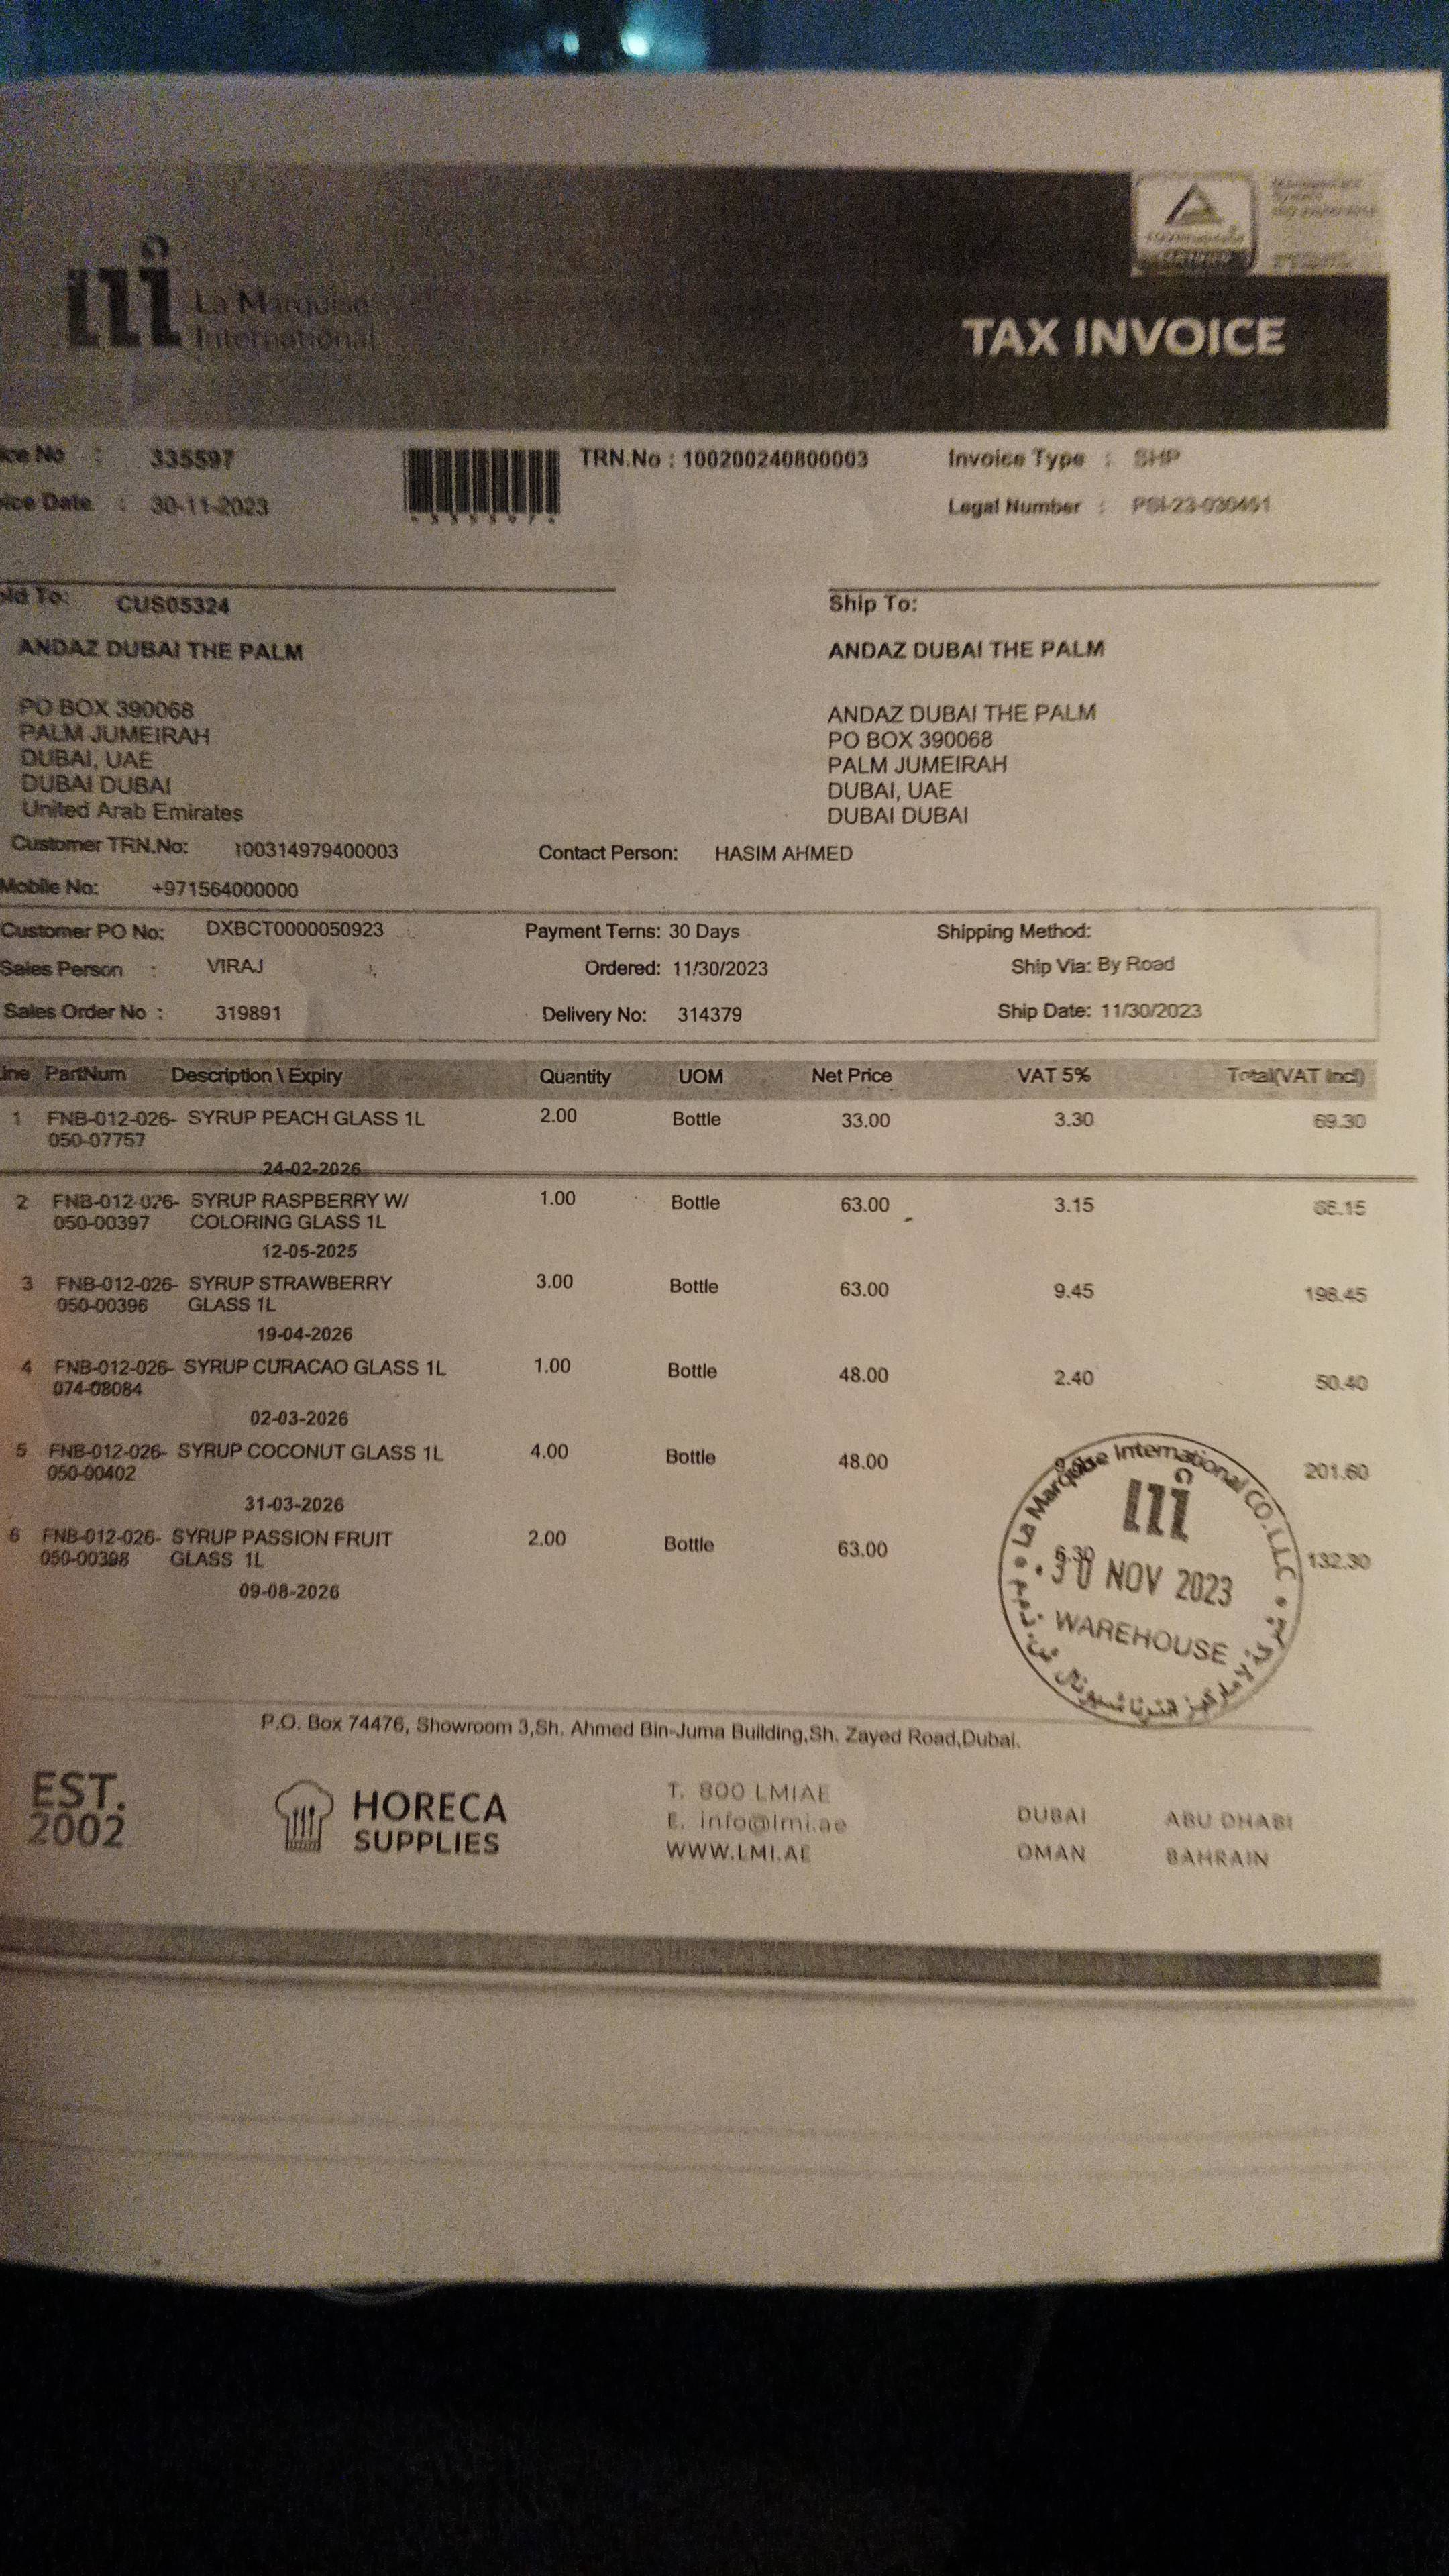 La Marquise
International
TAX INVOICE
ice No : 335597
TRN.No : 100200240800003
Invoice Type : SHP
ice Date : 30-11-2023
Legal Number : PSI-23-030461
old To: CUS05324
Ship To:
ANDAZ DUBAI THE PALM
ANDAZ DUBAI THE PALM
PO BOX 390068
PALM JUMEIRAH
DUBAI, UAE
DUBAI DUBAI
United Arab Emirates
ANDAZ DUBAI THE PALM
PO BOX 390068
PALM JUMEIRAH
DUBAI, UAE
DUBAI DUBAI
Customer TRN.No: 100314979400003
Contact Person: HASIM AHMED
Mobile No: +971564000000
Customer PO No: DXBCT0000050923 Payment Terns: 30 Days Shipping Method:
Sales Person : VIRAJ Ordered: 11/30/2023 Ship Via: By Road
Sales Order No : 319891 Delivery No: 314379 Ship Date: 11/30/2023
ine PartNum Description \ Expiry Quantity UOM Net Price VAT 5% Total(VAT Incl)
1 FNB-012-026- SYRUP PEACH GLASS 1L 2.00 Bottle 33.00 3.30 69.30
050-07757
24-02-2026
2 FNB-012-026- SYRUP RASPBERRY W/ 1.00 Bottle 63.00 3.15 66.15
050-00397 COLORING GLASS 1L
12-05-2025
3 FNB-012-026- SYRUP STRAWBERRY 3.00 Bottle 63.00 9.45 198.45
050-00396 GLASS 1L
19-04-2026
4 FNB-012-026- SYRUP CURACAO GLASS 1L 1.00 Bottle 48.00 2.40 50.40
074-08084
02-03-2026
5 FNB-012-026- SYRUP COCONUT GLASS 1L 4.00 Bottle 48.00 201.60
050-00402
31-03-2026
6 FNB-012-026- SYRUP PASSION FRUIT 2.00 Bottle 63.00 6.30 132.30
050-00398 GLASS 1L
09-08-2026
La Marquise International CO.LLC
30 NOV 2023
WAREHOUSE
P.O. Box 74476, Showroom 3,Sh. Ahmed Bin-Juma Building,Sh. Zayed Road,Dubai.
EST.
2002
HORECA
SUPPLIES
T. 800 LMIAE
E. info@lmi.ae
WWW.LMI.AE
DUBAI ABU DHABI
OMAN BAHRAIN